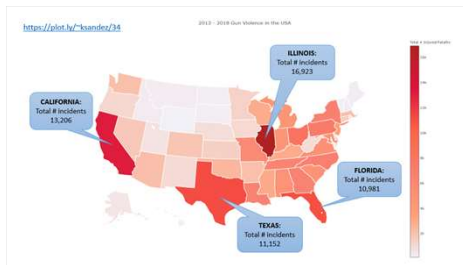 https://plot.ly/~ksandez/34
2013 - 2018 Gun Violence in the USA
ILLINOIS:
Total # incidents
16,923
CALIFORNIA:
Total # incidents
13,206
FLORIDA:
Total # incidents
10,981
TEXAS:
Total # incidents
11,152